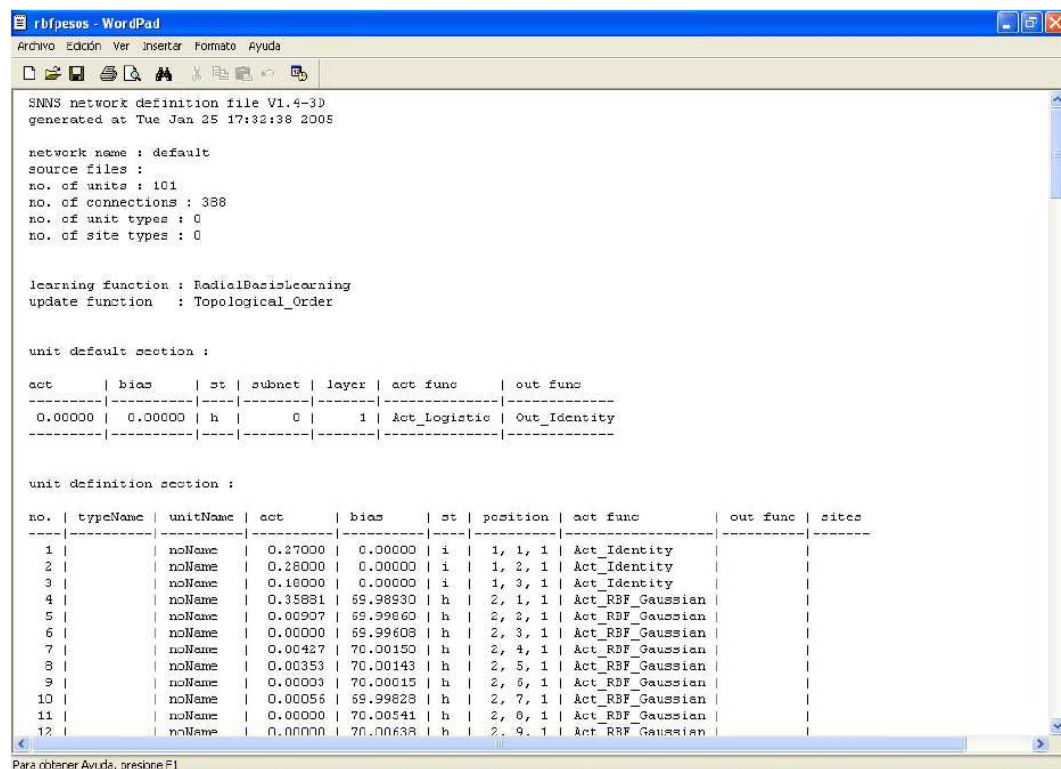 rbfpesos - WordPad
Archivo Edición Ver Insertar Formato Ayuda
SNNS network definition file V1.4-3D
generated at Tue Jan 25 17:32:38 2005
network name : default
source files :
no. of units : 101
no. of connections : 388
no. of unit types : 0
no. of site types : 0
learning function : RadialBasisLearning
update function : Topological_Order
unit default section :
act | bias | st | subnet | layer | act func | out func
---------|----------|----|--------|-------|--------------|-------------
0.00000 | 0.00000 | h | 0 | 1 | Act_Logistic | Out_Identity
---------|----------|----|--------|-------|--------------|-------------
unit definition section :
no. | typeName | unitName | act | bias | st | position | act func | out func | sites
----|----------|----------|----------|----------|----|----------|------------------|----------|-------
1 | | noName | 0.27000 | 0.00000 | i | 1, 1, 1 | Act_Identity | |
2 | | noName | 0.28000 | 0.00000 | i | 1, 2, 1 | Act_Identity | |
3 | | noName | 0.18000 | 0.00000 | i | 1, 3, 1 | Act_Identity | |
4 | | noName | 0.35881 | 69.98930 | h | 2, 1, 1 | Act_RBF_Gaussian | |
5 | | noName | 0.00907 | 69.99860 | h | 2, 2, 1 | Act_RBF_Gaussian | |
6 | | noName | 0.00000 | 69.99608 | h | 2, 3, 1 | Act_RBF_Gaussian | |
7 | | noName | 0.00427 | 70.00150 | h | 2, 4, 1 | Act_RBF_Gaussian | |
8 | | noName | 0.00353 | 70.00143 | h | 2, 5, 1 | Act_RBF_Gaussian | |
9 | | noName | 0.00003 | 70.00015 | h | 2, 6, 1 | Act_RBF_Gaussian | |
10 | | noName | 0.00056 | 69.99828 | h | 2, 7, 1 | Act_RBF_Gaussian | |
11 | | noName | 0.00000 | 70.00541 | h | 2, 8, 1 | Act_RBF_Gaussian | |
12 | | noName | 0.00000 | 70.00638 | h | 2, 9, 1 | Act_RBF_Gaussian | |
Para obtener Ayuda, presione F1